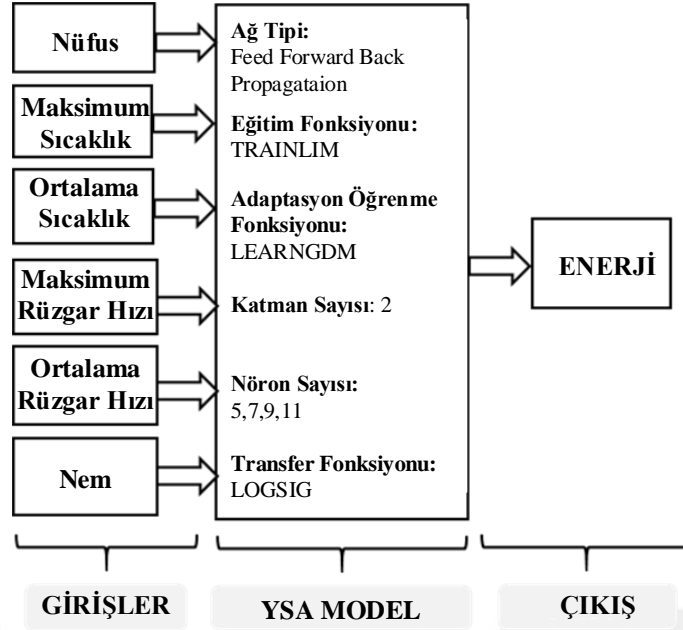 Nüfus
Maksimum
Sıcaklık
Ortalama
Sıcaklık
Maksimum
Rüzgar Hızı
Ortalama
Rüzgar Hızı
Nem
Ağ Tipi:
Feed Forward Back
Propagataion
Eğitim Fonksiyonu:
TRAINLIM
Adaptasyon Öğrenme
Fonksiyonu:
LEARNGDM
Katman Sayısı: 2
Nöron Sayısı:
5,7,9,11
Transfer Fonksiyonu:
LOGSIG
ENERJİ
GİRİŞLER
YSA MODEL
ÇIKIŞ